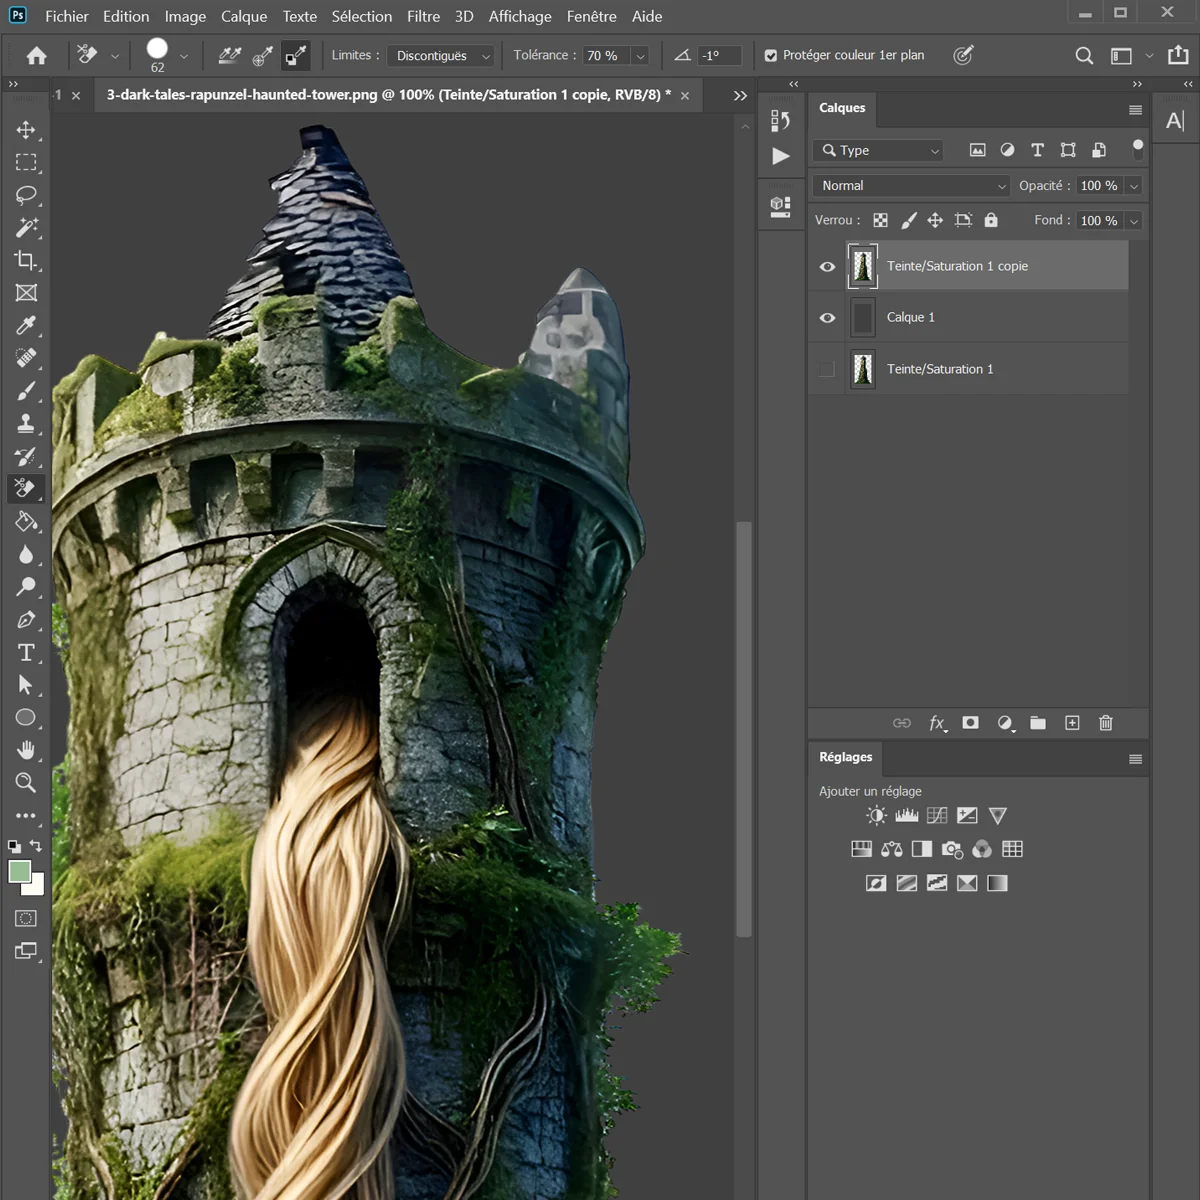 Ps Fichier Edition Image Calque Texte Sélection Filtre 3D Affichage Fenêtre Aide
62 Limites : Discontiguës Tolérance : 70 % -1° Protéger couleur 1er plan
-1 × 3-dark-tales-rapunzel-haunted-tower.png @ 100% (Teinte/Saturation 1 copie, RVB/8) * ×
Calques
Type
Normal Opacité : 100 %
Verrou : Fond : 100 %
Teinte/Saturation 1 copie
Calque 1
Teinte/Saturation 1
fx
Réglages
Ajouter un réglage